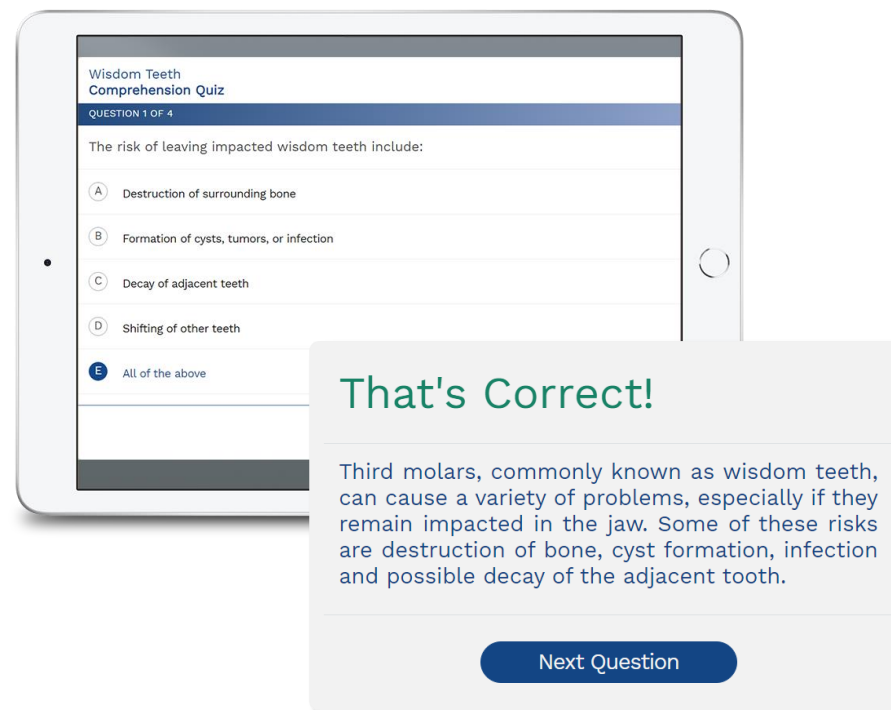 Wisdom Teeth
Comprehension Quiz
QUESTION 1 OF 4
The risk of leaving impacted wisdom teeth include:
A Destruction of surrounding bone
B Formation of cysts, tumors, or infection
C Decay of adjacent teeth
D Shifting of other teeth
E All of the above
That's Correct!
Third molars, commonly known as wisdom teeth,
can cause a variety of problems, especially if they
remain impacted in the jaw. Some of these risks
are destruction of bone, cyst formation, infection
and possible decay of the adjacent tooth.
Next Question